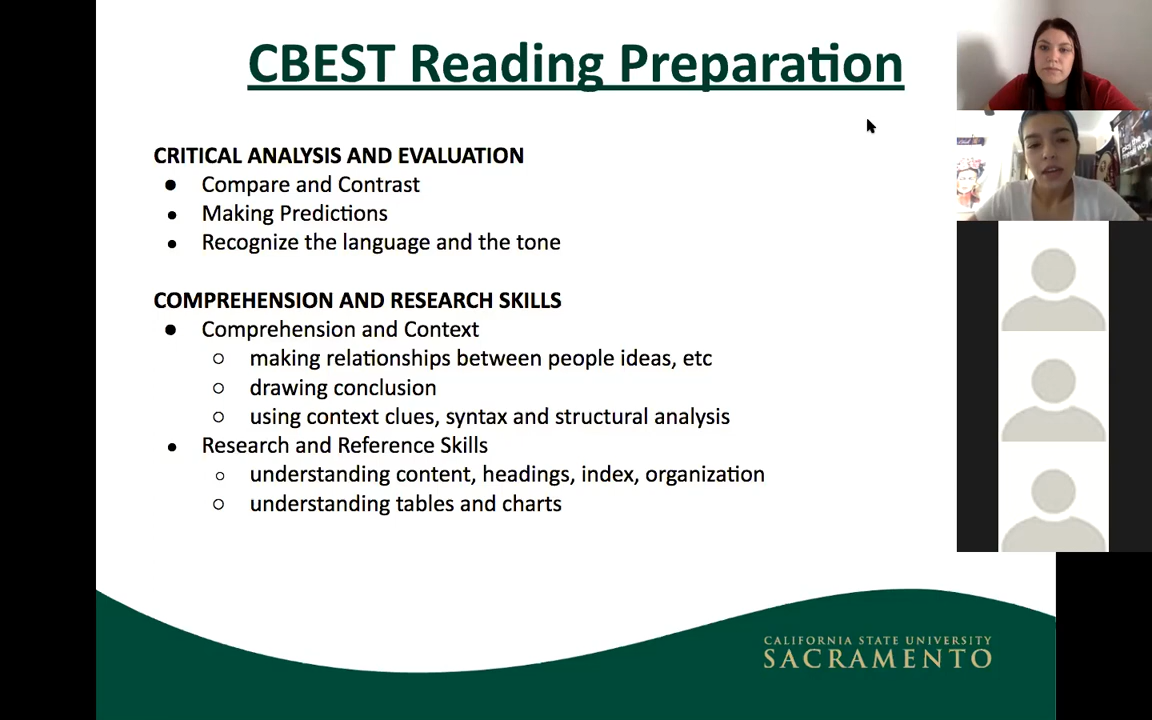 CBEST Reading Preparation
CRITICAL ANALYSIS AND EVALUATION
● Compare and Contrast
● Making Predictions
● Recognize the language and the tone
COMPREHENSION AND RESEARCH SKILLS
● Comprehension and Context
○ making relationships between people ideas, etc
○ drawing conclusion
○ using context clues, syntax and structural analysis
● Research and Reference Skills
○ understanding content, headings, index, organization
○ understanding tables and charts
CALIFORNIA STATE UNIVERSITY
SACRAMENTO